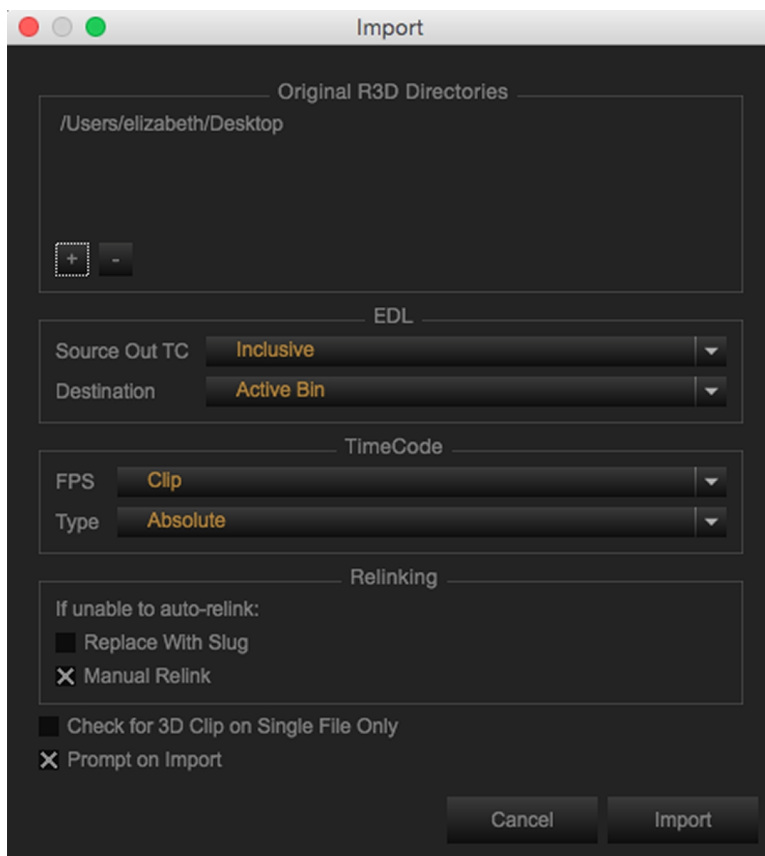 Import
Original R3D Directories
/Users/elizabeth/Desktop
+ -
EDL
Source Out TC Inclusive
Destination Active Bin
TimeCode
FPS Clip
Type Absolute
Relinking
If unable to auto-relink:
Replace With Slug
Manual Relink
Check for 3D Clip on Single File Only
Prompt on Import
Cancel Import